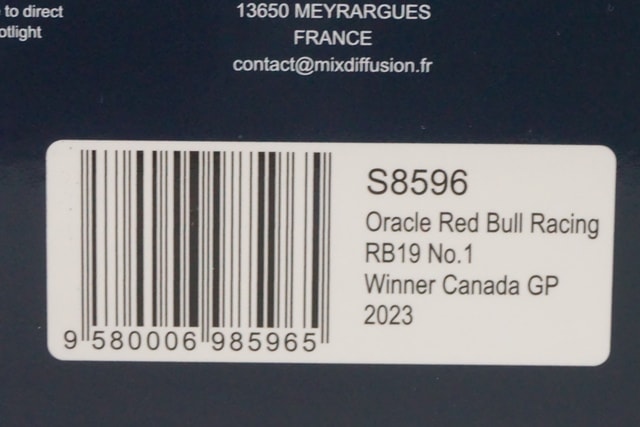 to direct
otlight
13650 MEYRARGUES
FRANCE
contact@mixdiffusion.fr
S8596
Oracle Red Bull Racing
RB19 No.1
Winner Canada GP
2023
9 580006 985965